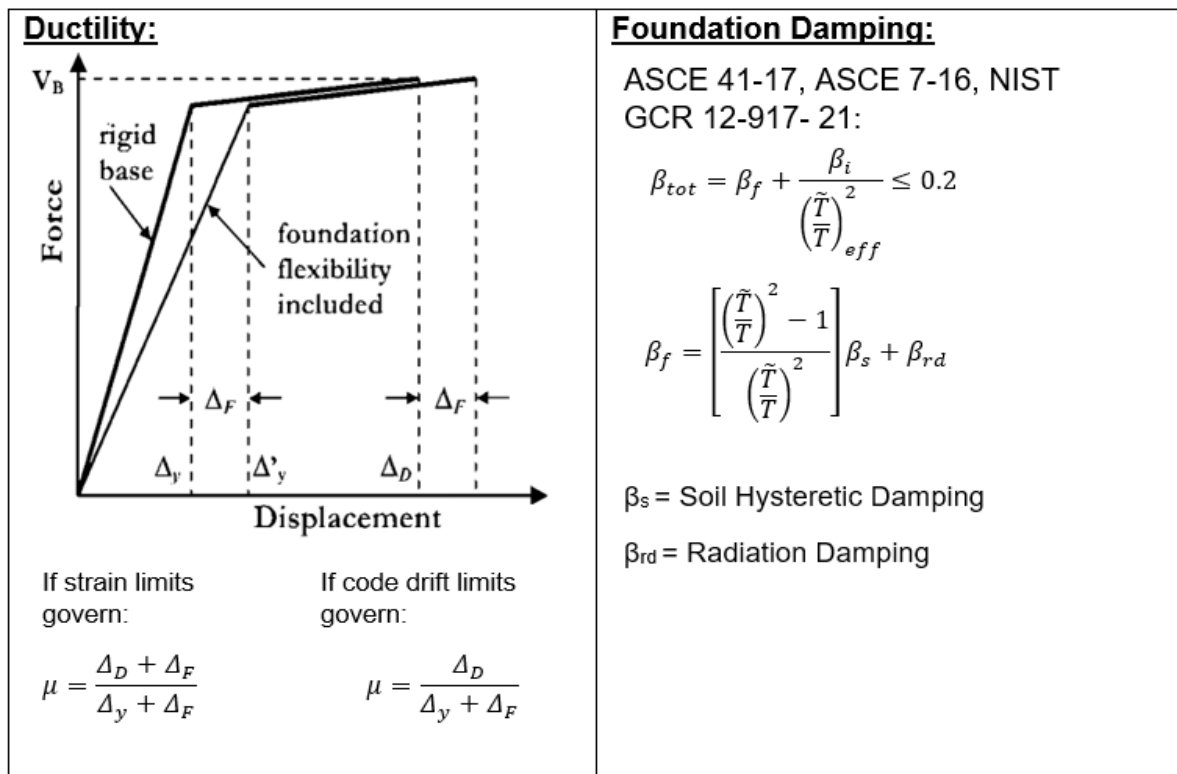 Ductility:
V_B
rigid
base
Force
foundation
flexibility
included
Δ_F
Δ_F
Δ_y
Δ'_y
Δ_D
Displacement
If strain limits
govern:
μ = (Δ_D + Δ_F) / (Δ_y + Δ_F)
If code drift limits
govern:
μ = Δ_D / (Δ_y + Δ_F)
Foundation Damping:
ASCE 41-17, ASCE 7-16, NIST
GCR 12-917- 21:
β_tot = β_f + β_i / (T̃/T)²_eff ≤ 0.2
β_f = [((T̃/T)² − 1) / (T̃/T)²] β_s + β_rd
β_s = Soil Hysteretic Damping
β_rd = Radiation Damping